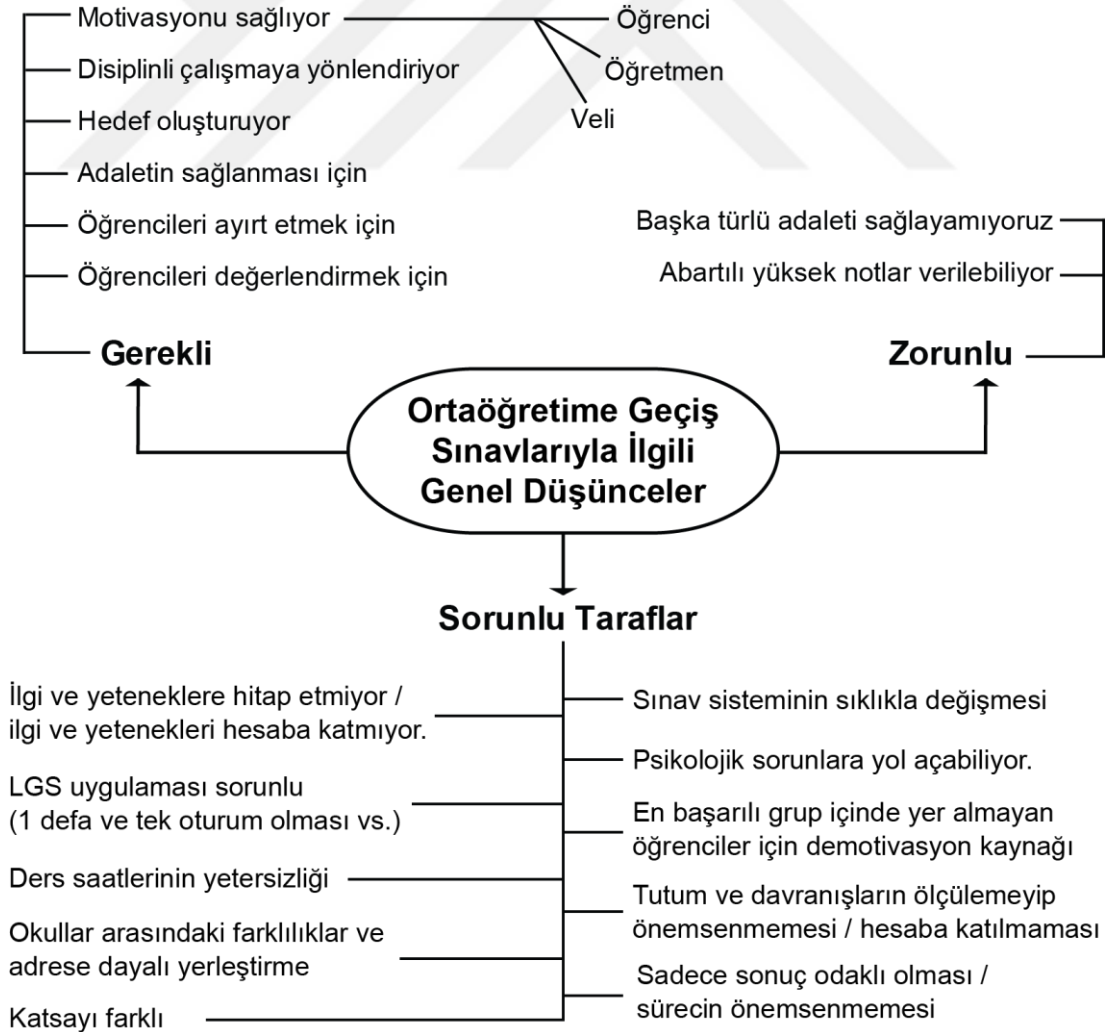 Motivasyonu sağlıyor
Öğrenci
Öğretmen
Veli
Disiplinli çalışmaya yönlendiriyor
Hedef oluşturuyor
Adaletin sağlanması için
Öğrencileri ayırt etmek için
Öğrencileri değerlendirmek için
Gerekli
Başka türlü adaleti sağlayamıyoruz
Abartılı yüksek notlar verilebiliyor
Zorunlu
Ortaöğretime Geçiş
Sınavlarıyla İlgili
Genel Düşünceler
Sorunlu Taraflar
İlgi ve yeteneklere hitap etmiyor /
ilgi ve yetenekleri hesaba katmıyor.
LGS uygulaması sorunlu
(1 defa ve tek oturum olması vs.)
Ders saatlerinin yetersizliği
Okullar arasındaki farklılıklar ve
adrese dayalı yerleştirme
Katsayı farklı
Sınav sisteminin sıklıkla değişmesi
Psikolojik sorunlara yol açabiliyor.
En başarılı grup içinde yer almayan
öğrenciler için demotivasyon kaynağı
Tutum ve davranışların ölçülemeyip
önemsenmemesi / hesaba katılmaması
Sadece sonuç odaklı olması /
sürecin önemsenmemesi